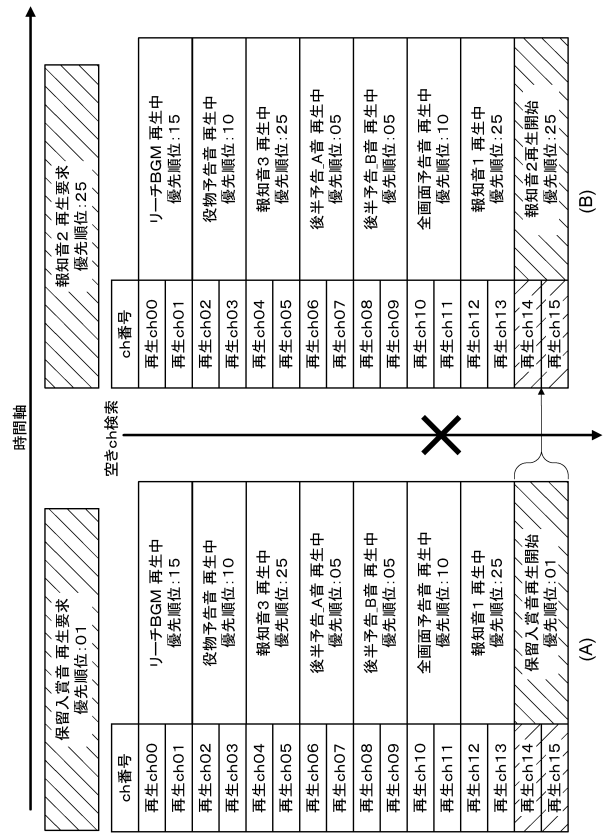 時間軸
保留入賞音 再生要求
優先順位:01
ch番号
再生ch00
再生ch01
リーチBGM 再生中
優先順位:15
再生ch02
再生ch03
役物予告音 再生中
優先順位:10
再生ch04
再生ch05
報知音3 再生中
優先順位:25
再生ch06
再生ch07
後半予告_A音 再生中
優先順位:05
再生ch08
再生ch09
後半予告_B音 再生中
優先順位:05
再生ch10
再生ch11
全画面予告音 再生中
優先順位:10
再生ch12
再生ch13
報知音1 再生中
優先順位:25
再生ch14
再生ch15
保留入賞音再生開始
優先順位:01
(A)
空きch検索
報知音2 再生要求
優先順位:25
ch番号
再生ch00
再生ch01
リーチBGM 再生中
優先順位:15
再生ch02
再生ch03
役物予告音 再生中
優先順位:10
再生ch04
再生ch05
報知音3 再生中
優先順位:25
再生ch06
再生ch07
後半予告_A音 再生中
優先順位:05
再生ch08
再生ch09
後半予告_B音 再生中
優先順位:05
再生ch10
再生ch11
全画面予告音 再生中
優先順位:10
再生ch12
再生ch13
報知音1 再生中
優先順位:25
再生ch14
再生ch15
報知音2再生開始
優先順位:25
(B)